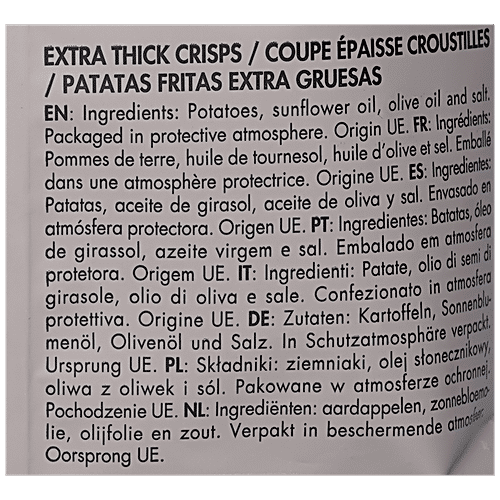 EXTRA THICK CRISPS / COUPE ÉPAISSE CROUSTILLES
/ PATATAS FRITAS EXTRA GRUESAS
EN: Ingredients: Potatoes, sunflower oil, olive oil and salt.
Packaged in protective atmosphere. Origin UE. FR: Ingrédients:
Pommes de terre, huile de tournesol, huile d'olive et sel. Emballé
dans une atmosphère protectrice. Origine UE. ES: Ingredientes:
Patatas, aceite de girasol, aceite de oliva y sal. Envasado en
atmósfera protectora. Origen UE. PT: Ingredientes: Batatas, óleo
de girassol, azeite virgem e sal. Embalado em atmosfera
protetora. Origem UE. IT: Ingredienti: Patate, olio di semi di
girasole, olio di oliva e sale. Confezionato in atmosfera
protettiva. Origine UE. DE: Zutaten: Kartoffeln, Sonnenblu-
menöl, Olivenöl und Salz. In Schutzatmosphäre verpackt.
Ursprung UE. PL: Składniki: ziemniaki, olej słonecznikowy,
oliwa z oliwek i sól. Pakowane w atmosferze ochronnej.
Pochodzenie UE. NL: Ingrediënten: aardappelen, zonnebloemo-
lie, olijfolie en zout. Verpakt in beschermende atmosfeer.
Oorsprong UE.